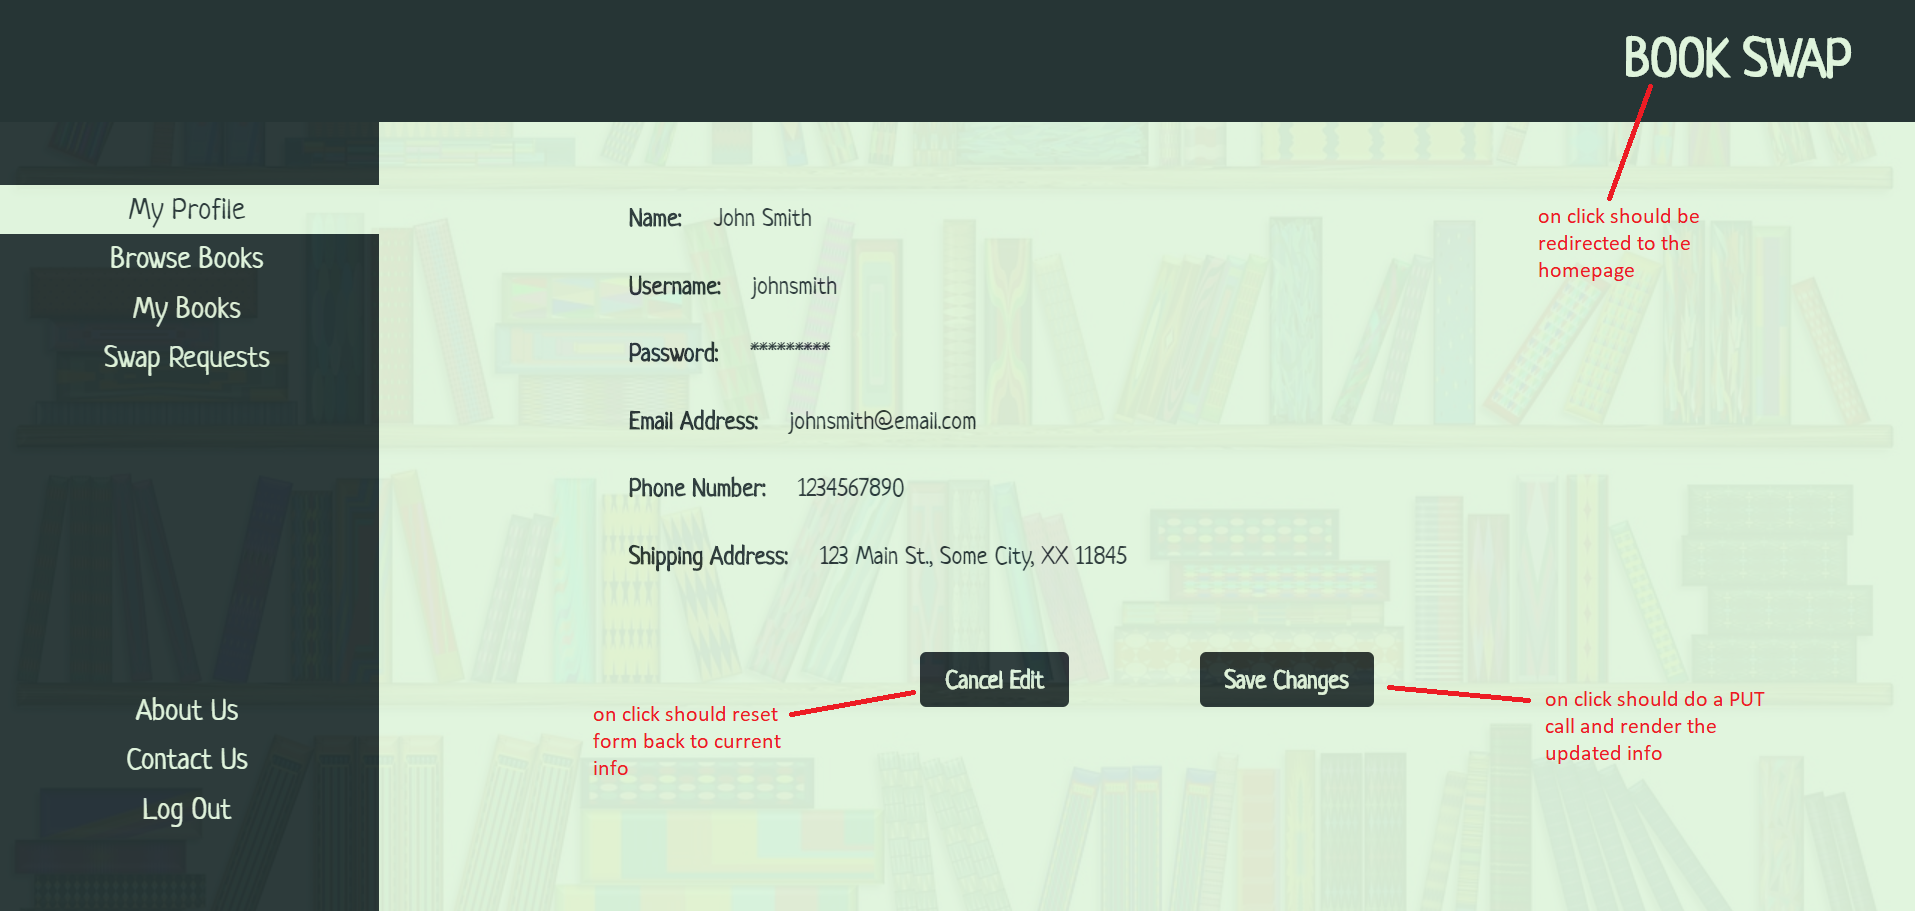 BOOK SWAP
My Profile
Browse Books
My Books
Swap Requests
About Us
Contact Us
Log Out
Name: John Smith
Username: johnsmith
Password: *********
Email Address: johnsmith@email.com
Phone Number: 1234567890
Shipping Address: 123 Main St., Some City, XX 11845
Cancel Edit
Save Changes
on click should be
redirected to the
homepage
on click should reset
form back to current
info
on click should do a PUT
call and render the
updated info